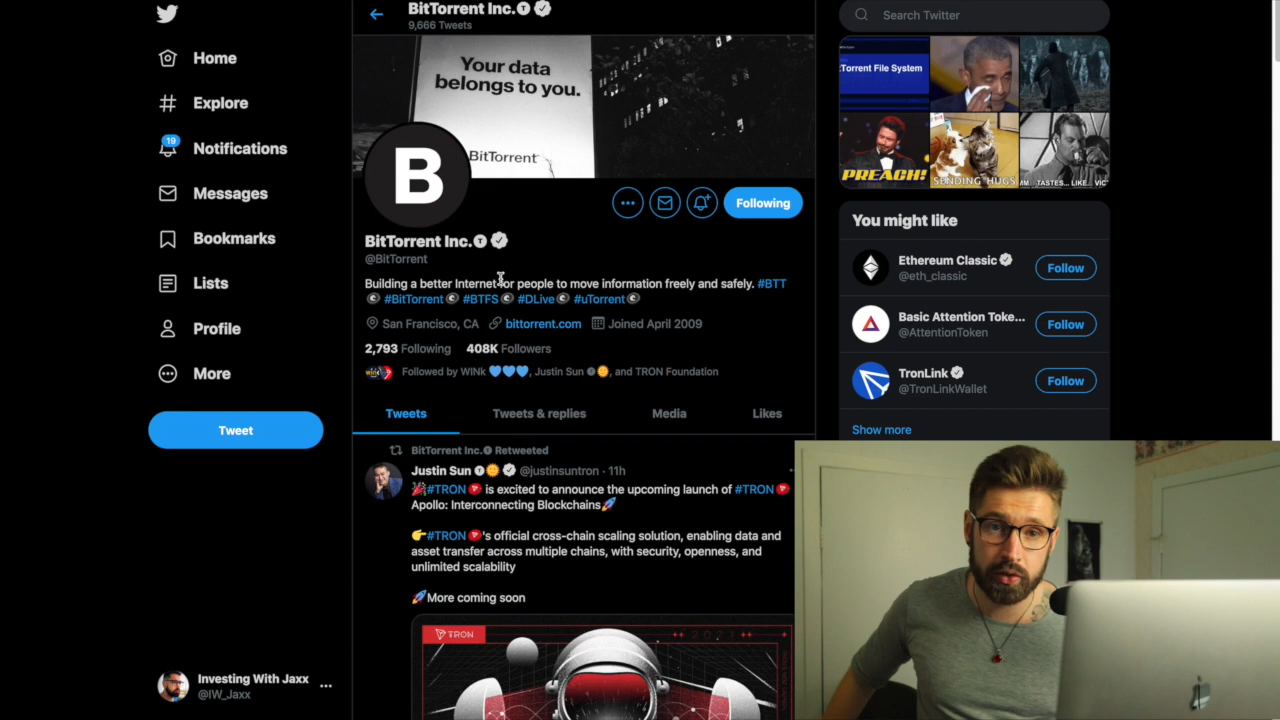 BitTorrent Inc.
9,666 Tweets
Home
Explore
19
Notifications
Messages
Bookmarks
Lists
Profile
More
Tweet
Investing With Jaxx
@IW_Jaxx
Your data
belongs to you.
BitTorrent
B
Following
BitTorrent Inc.
@BitTorrent
Building a better Internet for people to move information freely and safely. #BTT
#BitTorrent #BTFS #DLive #uTorrent
San Francisco, CA bittorrent.com Joined April 2009
2,793 Following 408K Followers
Followed by WINk 💙💙💙, Justin Sun 🌞, and TRON Foundation
Tweets Tweets & replies Media Likes
BitTorrent Inc. Retweeted
Justin Sun 🌞 @justinsuntron · 11h
🎉#TRON is excited to announce the upcoming launch of #TRON
Apollo: Interconnecting Blockchains🚀
👉#TRON's official cross-chain scaling solution, enabling data and
asset transfer across multiple chains, with security, openness, and
unlimited scalability
🚀More coming soon
TRON
2021
Search Twitter
Torrent File System
PREACH!
SENDING HUGS
TASTES... LIKE...
You might like
Ethereum Classic
@eth_classic
Follow
Basic Attention Toke...
@AttentionToken
Follow
TronLink
@TronLinkWallet
Follow
Show more